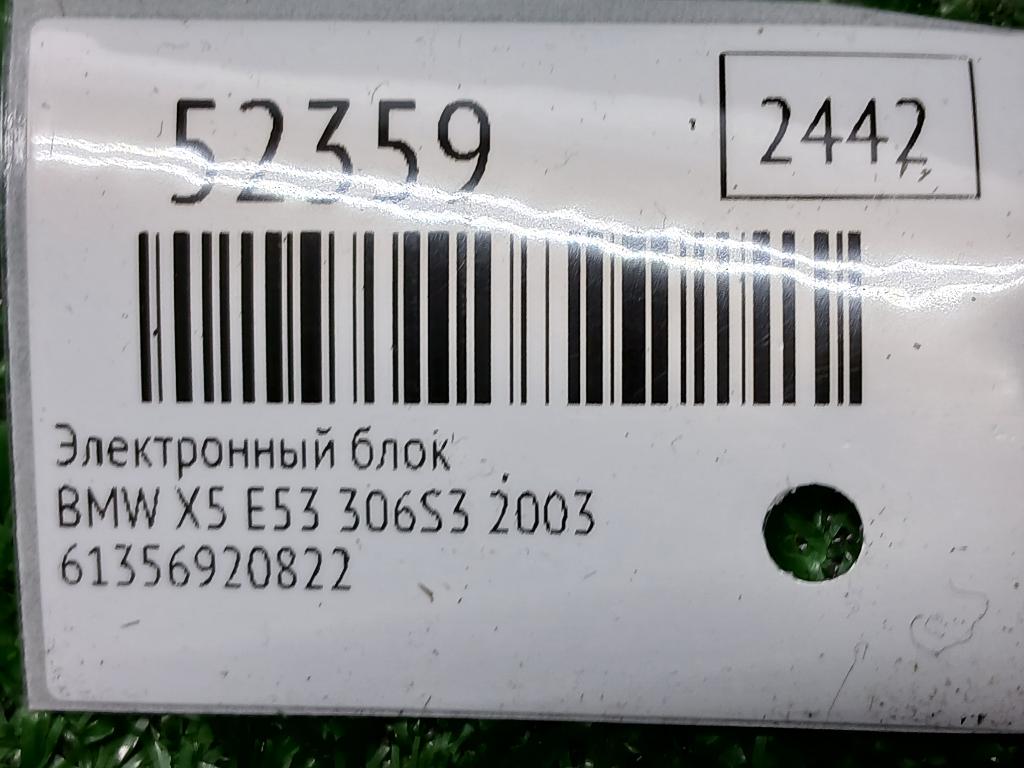 52359
2442
Электронный блок
BMW X5 E53 306S3 2003
61356920822